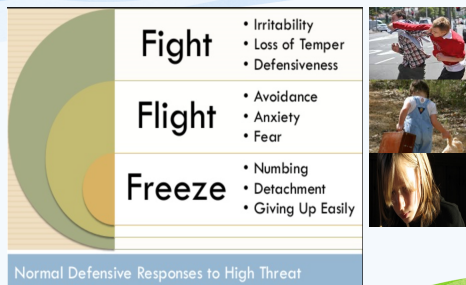 Fight
• Irritability
• Loss of Temper
• Defensiveness
Flight
• Avoidance
• Anxiety
• Fear
Freeze
• Numbing
• Detachment
• Giving Up Easily
Normal Defensive Responses to High Threat